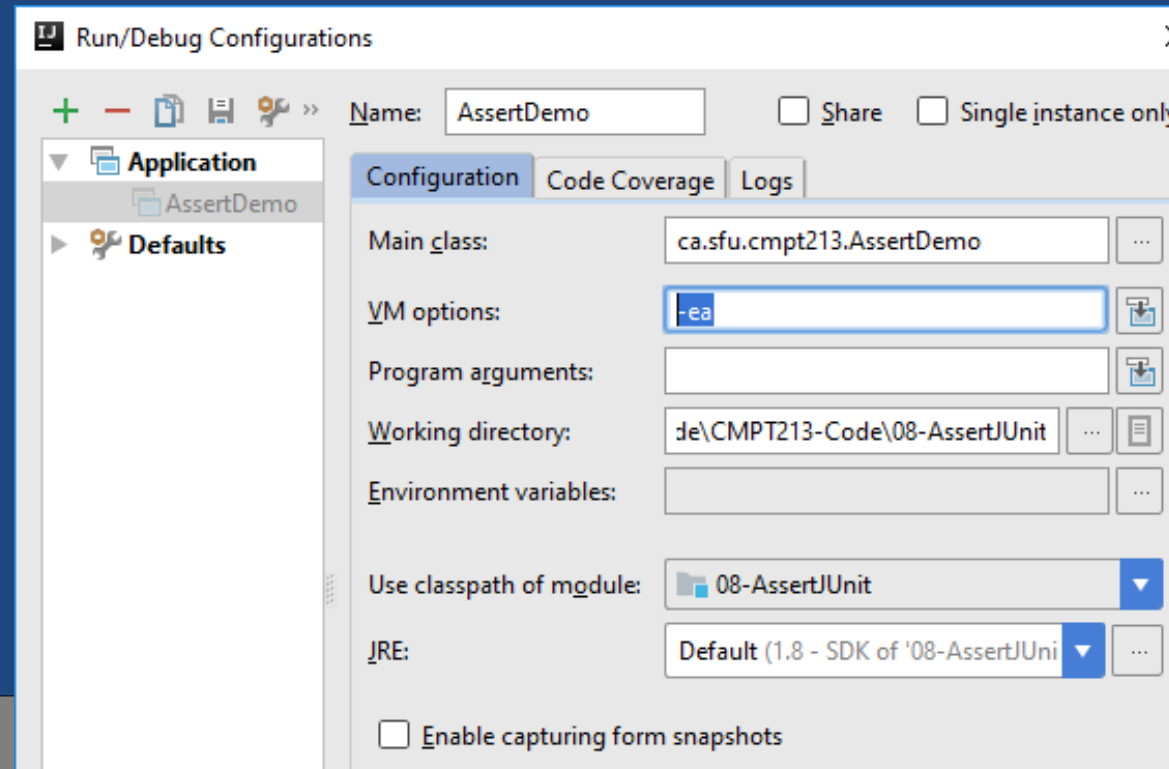 IJ Run/Debug Configurations
Name: AssertDemo Share Single instance only
Application
AssertDemo
Defaults
Configuration Code Coverage Logs
Main class: ca.sfu.cmpt213.AssertDemo ...
VM options: -ea
Program arguments:
Working directory: de\CMPT213-Code\08-AssertJUnit ...
Environment variables: ...
Use classpath of module: 08-AssertJUnit
JRE: Default (1.8 - SDK of '08-AssertJUni ...
Enable capturing form snapshots